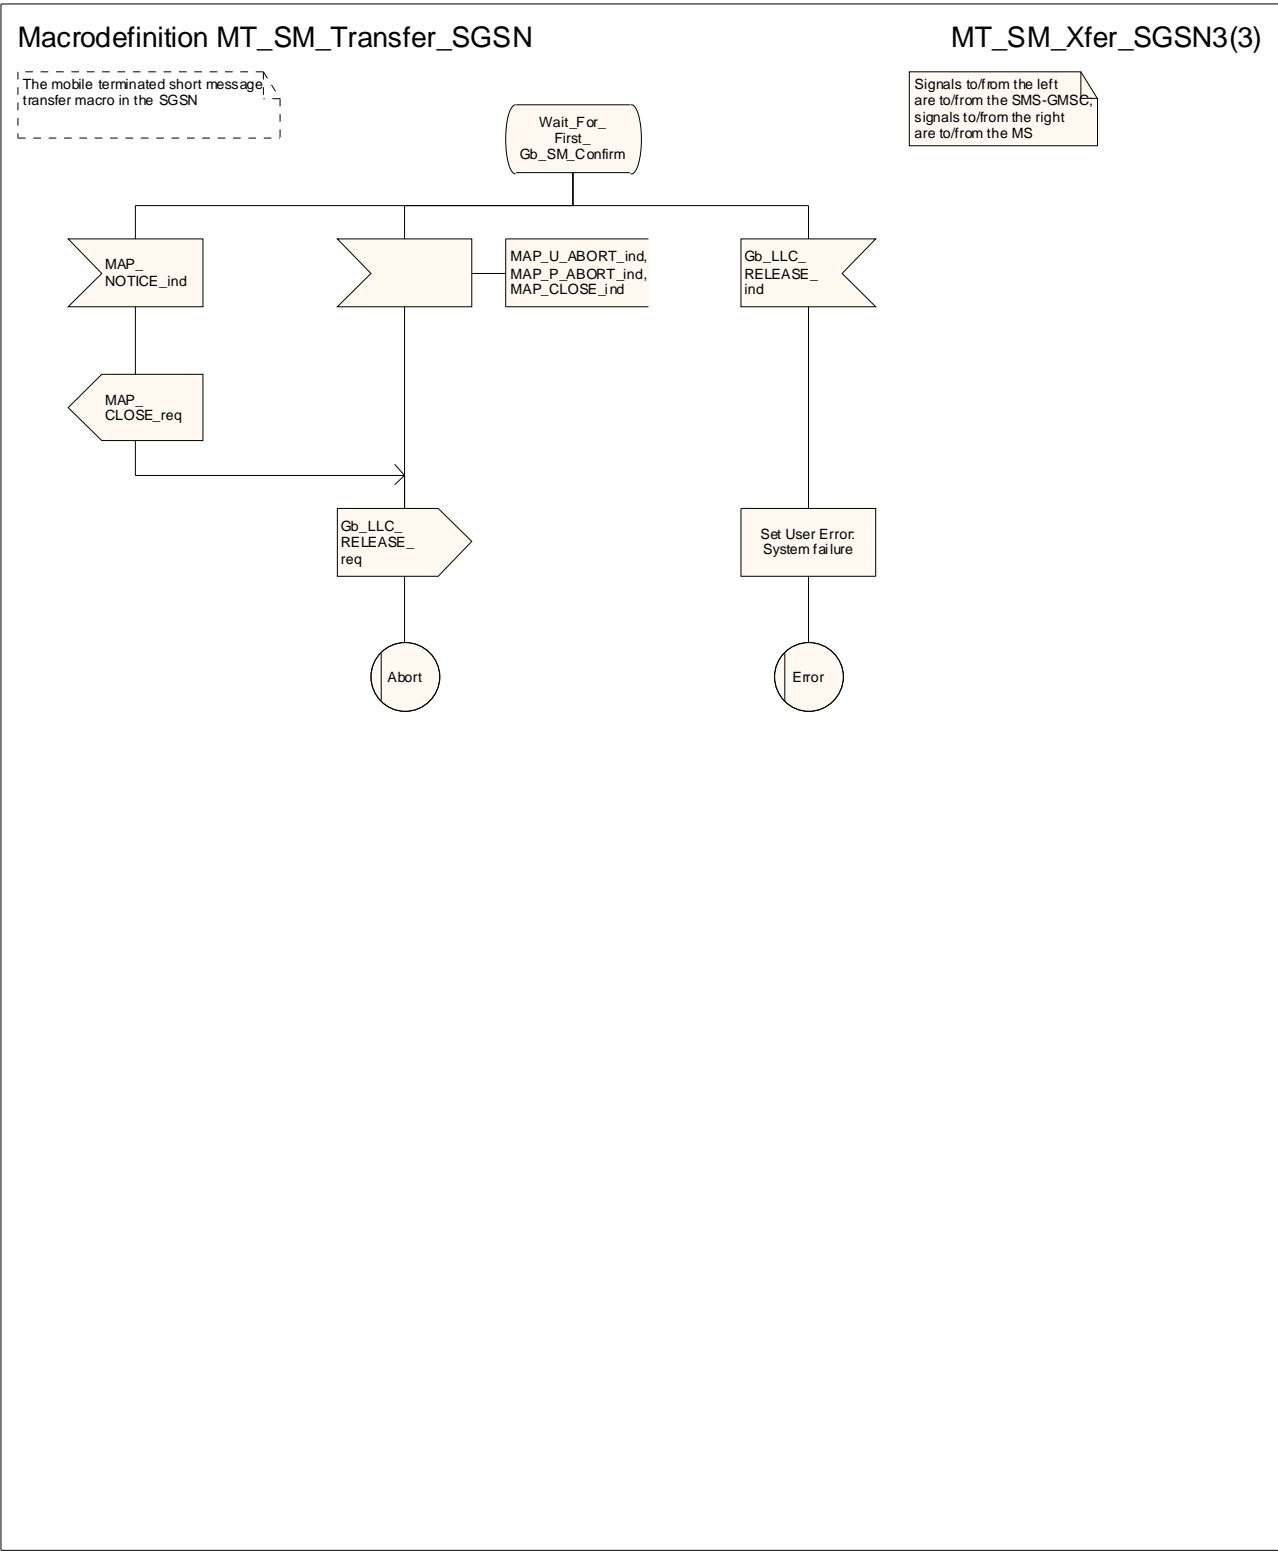 Macrodefinition MT_SM_Transfer_SGSN
MT_SM_Xfer_SGSN3(3)
The mobile terminated short message
transfer macro in the SGSN
Signals to/from the left
are to/from the SMS-GMSC,
signals to/from the right
are to/from the MS
Wait_For_
First_
Gb_SM_Confirm
MAP_
NOTICE_ind
MAP_U_ABORT_ind,
MAP_P_ABORT_ind,
MAP_CLOSE_ind
Gb_LLC_
RELEASE_
ind
MAP_
CLOSE_req
Gb_LLC_
RELEASE_
req
Set User Error:
System failure
Abort
Error